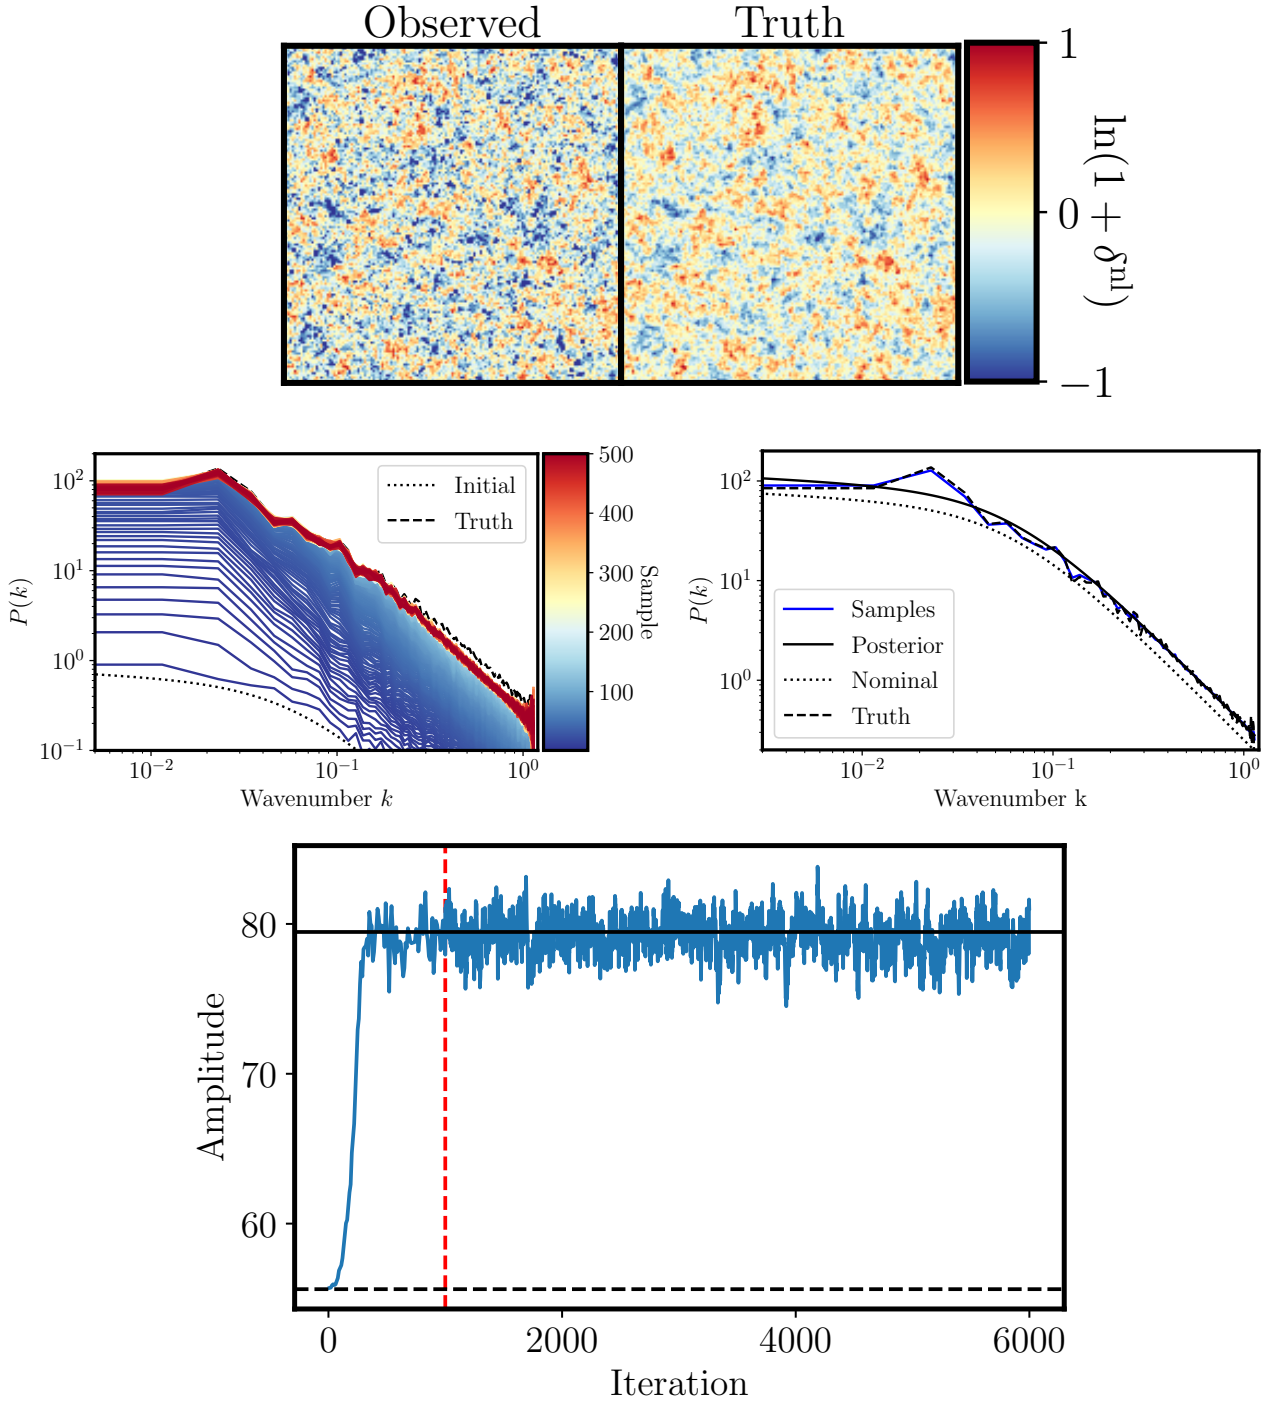 Observed
Truth
1
0
−1
ln(1 + δ^nl)
10²
10¹
10⁰
10⁻¹
P(k)
Initial
Truth
10⁻²
10⁻¹
10⁰
Wavenumber k
500
400
300
200
100
Sample
10²
10¹
10⁰
P(k)
Samples
Posterior
Nominal
Truth
10⁻²
10⁻¹
10⁰
Wavenumber k
80
70
60
Amplitude
0
2000
4000
6000
Iteration